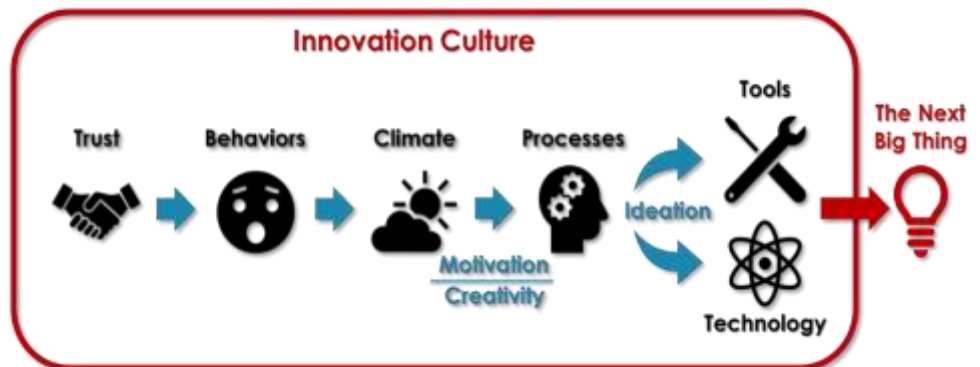 Innovation Culture
Trust
Behaviors
Climate
Processes
Tools
The Next
Big Thing
Ideation
Motivation
Creativity
Technology